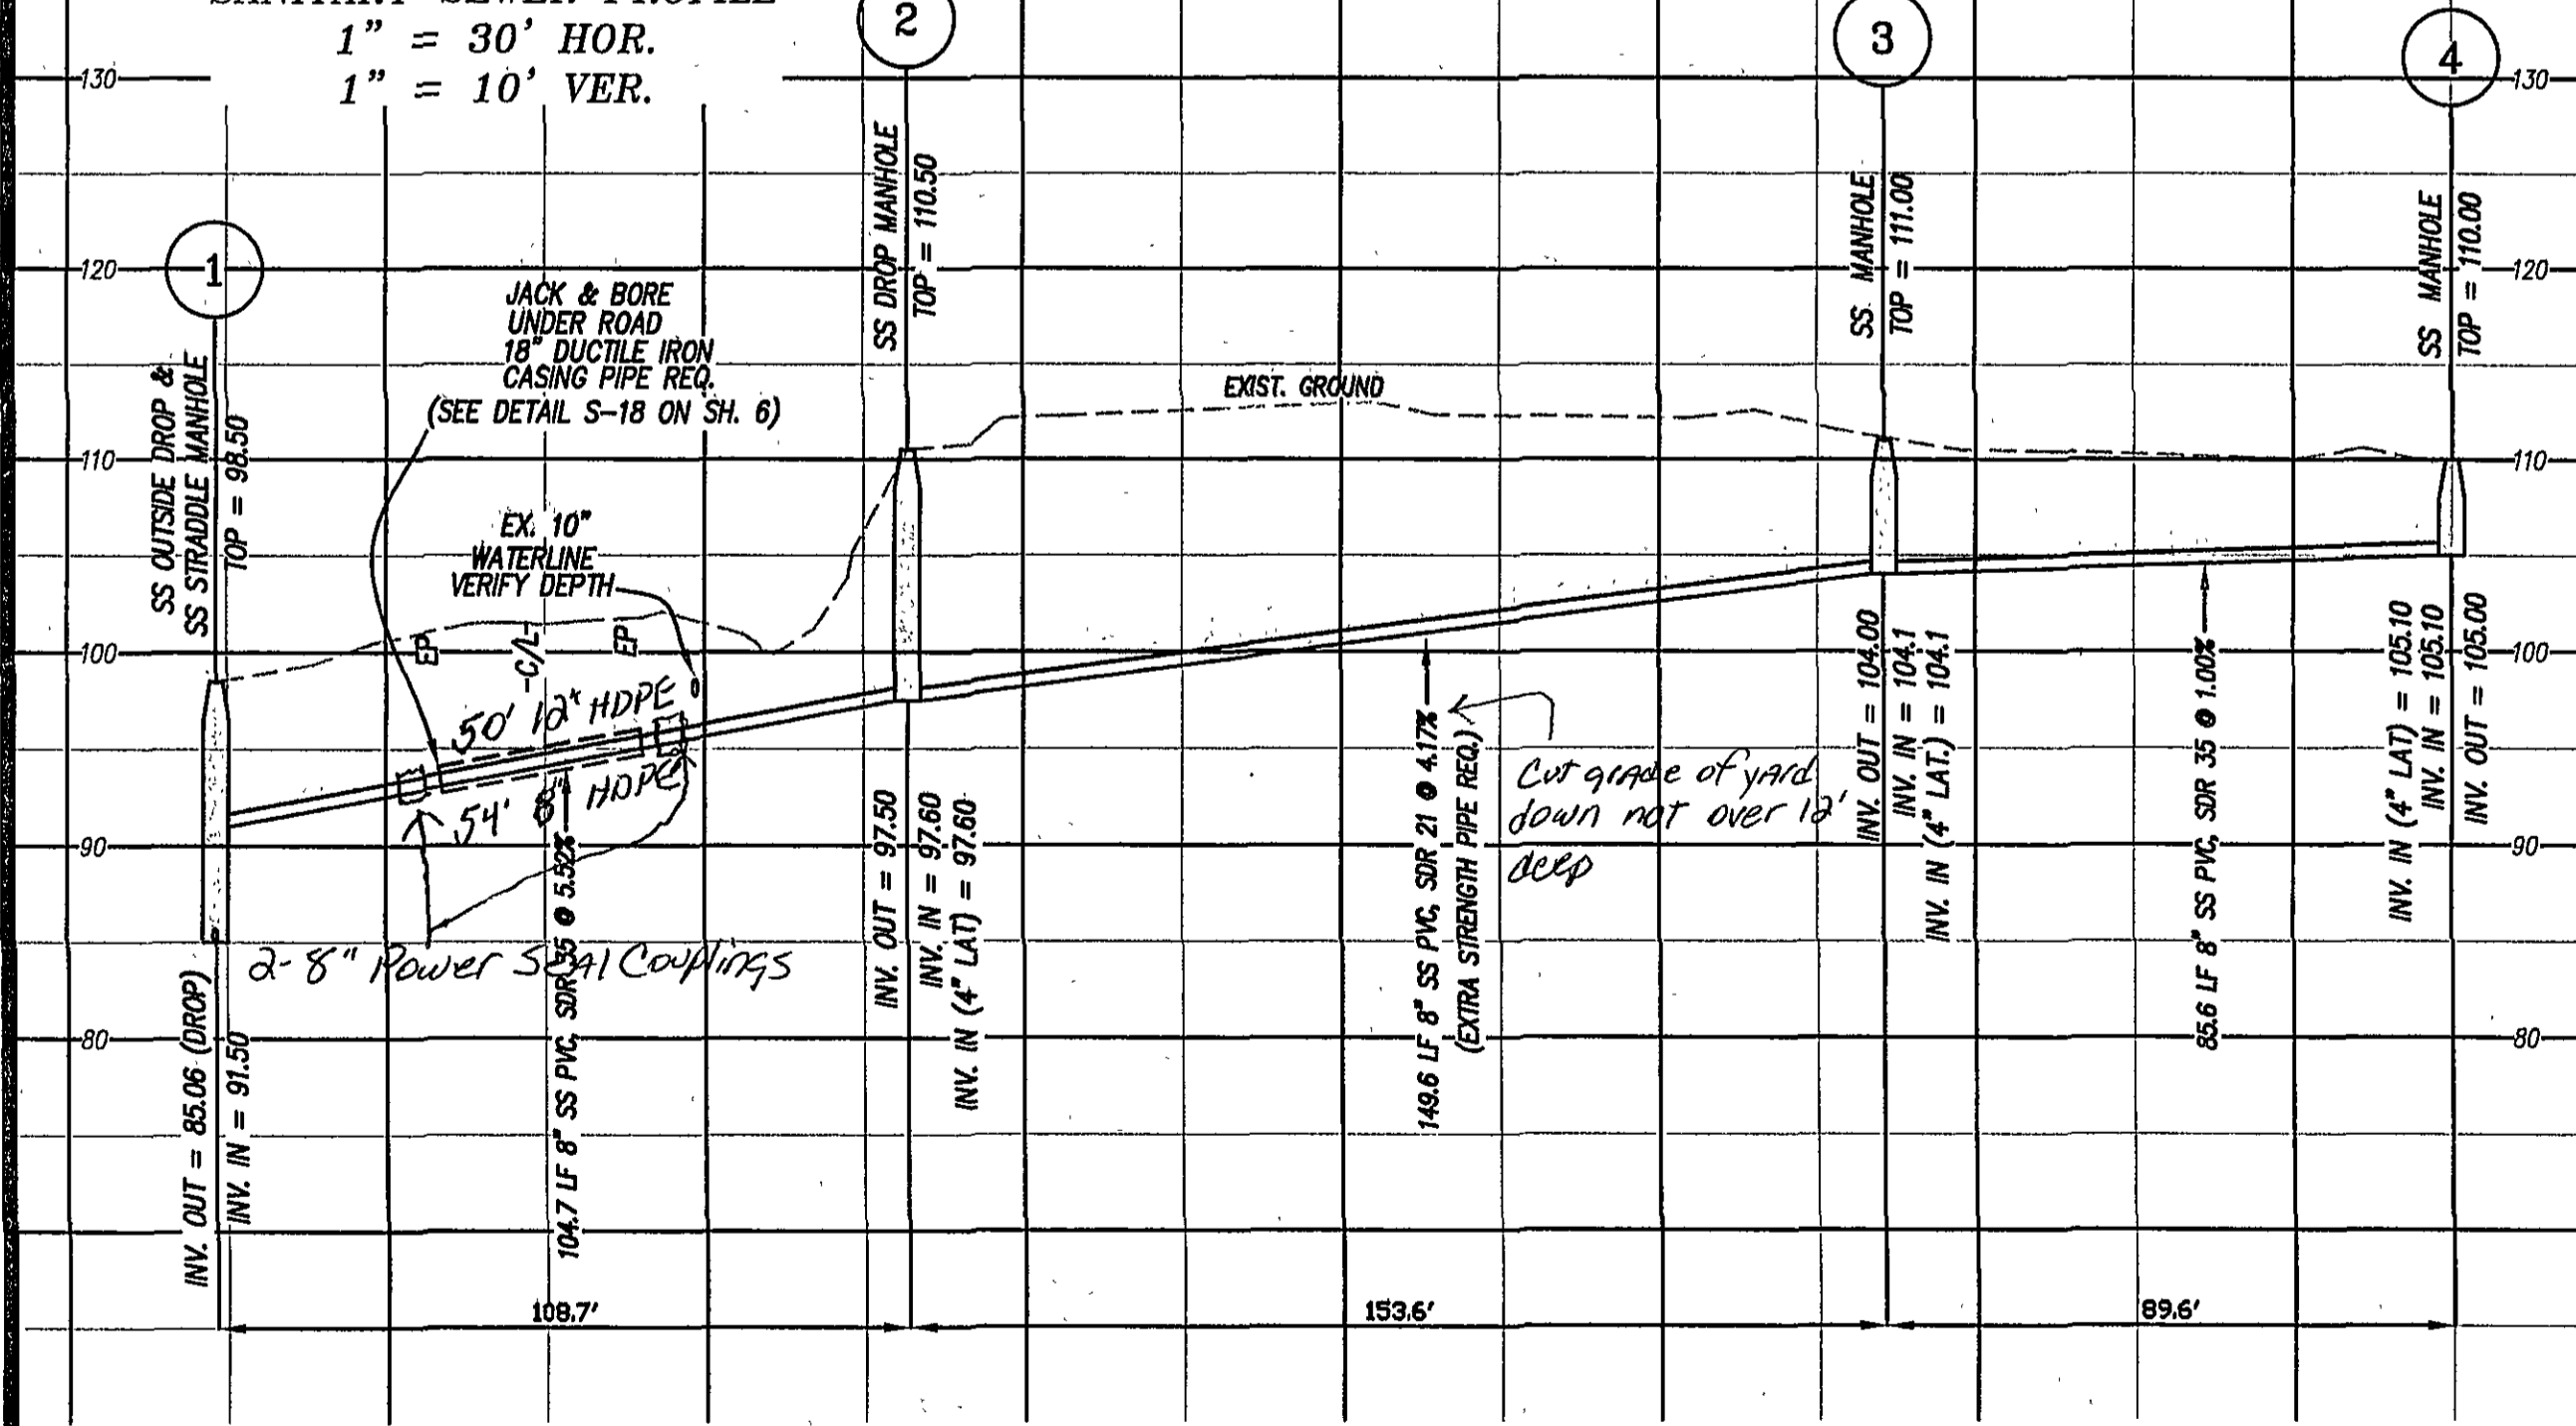 SANITARY SEWER PROFILE
1" = 30' HOR.
1" = 10' VER.
130
120
110
100
90
80
130
120
110
100
90
80
1
SS OUTSIDE DROP &
SS STRADDLE MANHOLE
TOP = 98.50
INV. OUT = 85.06 (DROP)
INV. IN = 91.50
JACK & BORE
UNDER ROAD
18" DUCTILE IRON
CASING PIPE REQ.
(SEE DETAIL S-18 ON SH. 6)
EX. 10"
WATERLINE
VERIFY DEPTH
EP
-C/L-
EP
50' 12" HDPE
54' 8" HDPE
2-8" Power SEAl Couplings
104.7 LF 8" SS PVC, SDR 35 @ 5.52%
108.7'
2
SS DROP MANHOLE
TOP = 110.50
INV. OUT = 97.50
INV. IN = 97.60
INV. IN (4" LAT) = 97.60
EXIST. GROUND
149.6 LF 8" SS PVC, SDR 21 @ 4.17%
(EXTRA STRENGTH PIPE REQ.)
Cut grade of yard
down not over 12'
deep
153.6'
3
SS MANHOLE
TOP = 111.00
INV. OUT = 104.00
INV. IN = 104.1
INV. IN (4" LAT.) = 104.1
85.6 LF 8" SS PVC, SDR 35 @ 1.00%
89.6'
4
SS MANHOLE
TOP = 110.00
INV. IN (4" LAT) = 105.10
INV. IN = 105.10
INV. OUT = 105.00